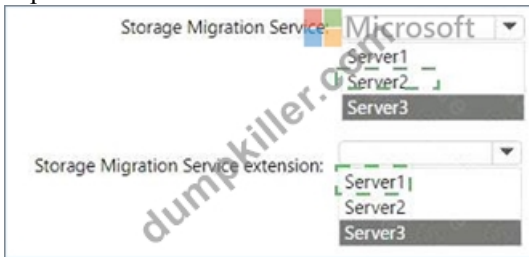 Storage Migration Service: Microsoft
Server1
Server2
Server3
Storage Migration Service extension:
Server1
Server2
Server3
dumpkiller.com